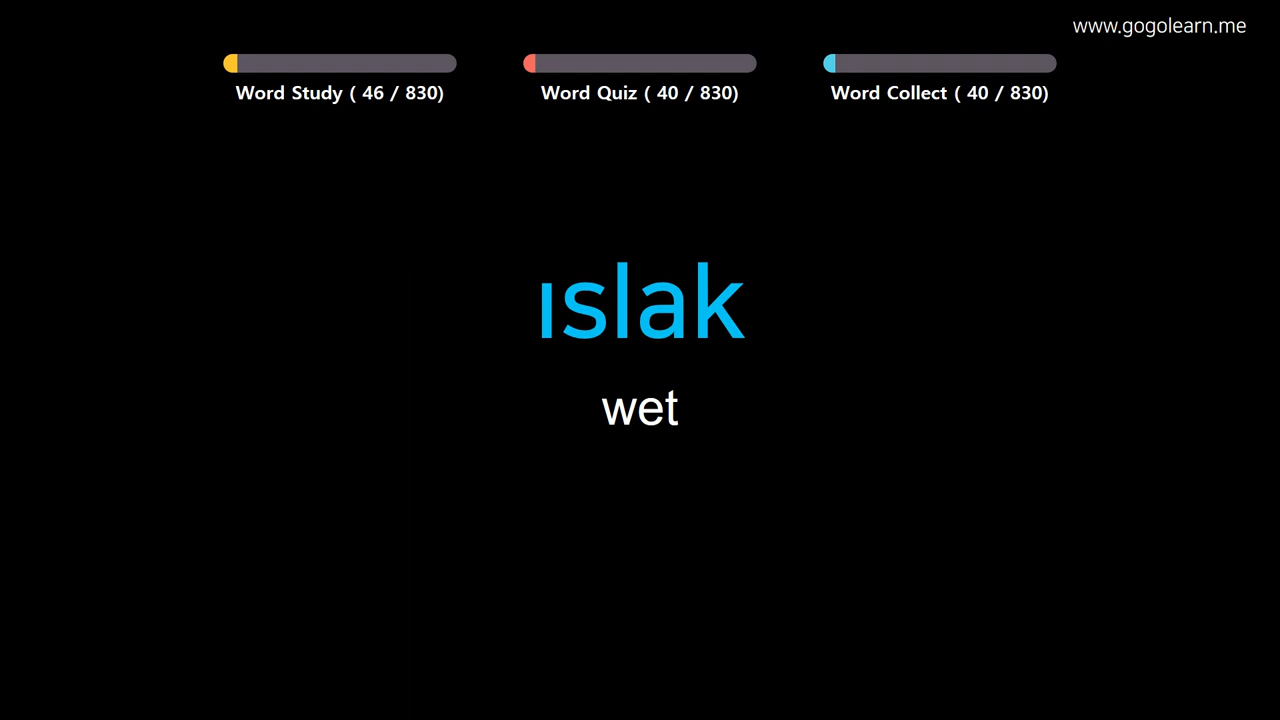 www.gogolearn.me
Word Study ( 46 / 830)
Word Quiz ( 40 / 830)
Word Collect ( 40 / 830)
ıslak
wet